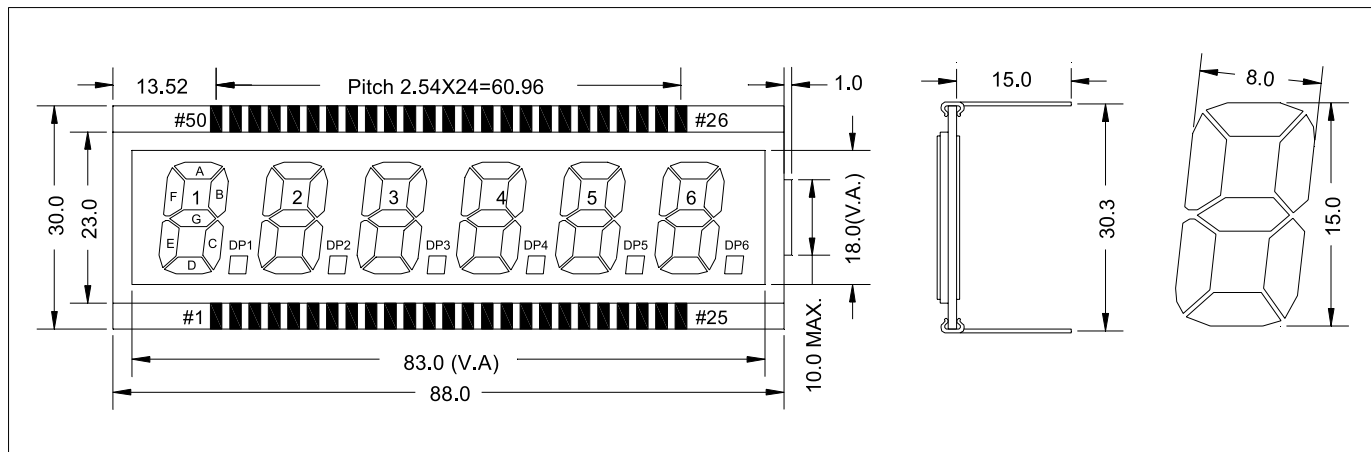 13.52
Pitch 2.54X24=60.96
1.0
15.0
8.0
#50
#26
30.0
23.0
A
F
1
B
G
E
C
D
2
3
4
5
6
DP1
DP2
DP3
DP4
DP5
DP6
18.0(V.A.)
10.0 MAX.
30.3
15.0
#1
#25
83.0 (V.A)
88.0